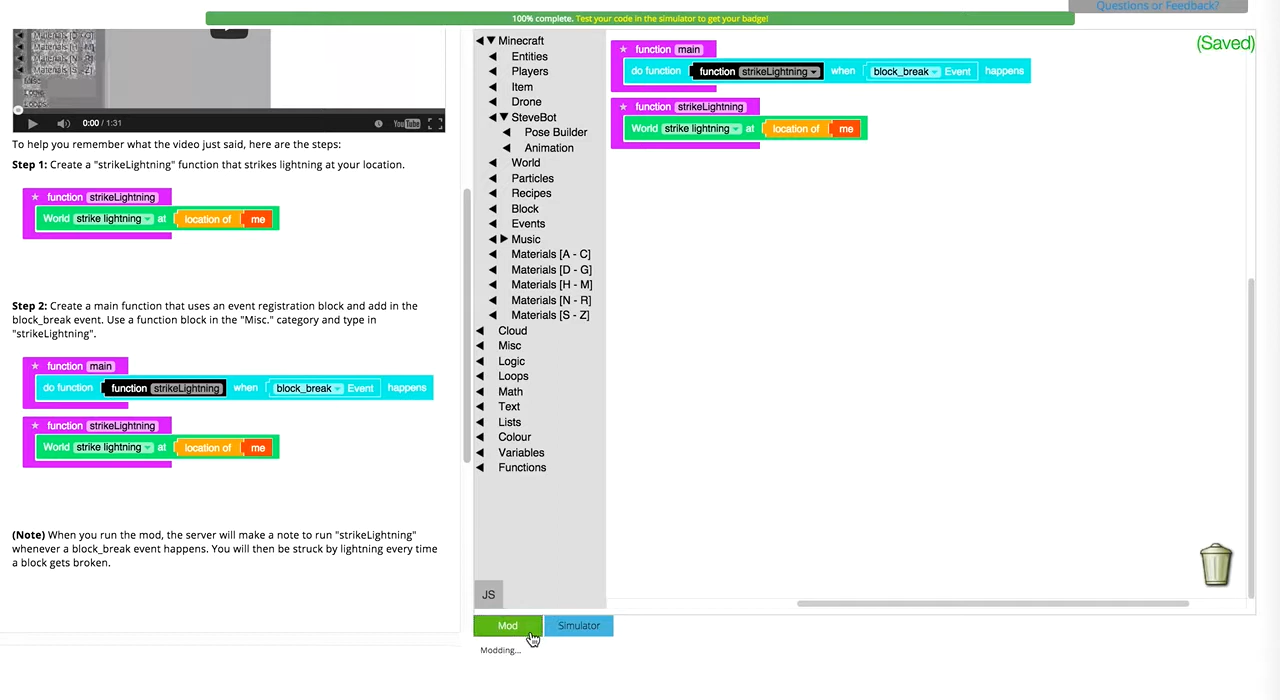 Questions or Feedback?
100% complete. Test your code in the simulator to get your badge!
Materials [S - Z]
0:00 / 1:31
YouTube
To help you remember what the video just said, here are the steps:
Step 1: Create a "strikeLightning" function that strikes lightning at your location.
function strikeLightning
World strike lightning at location of me
Step 2: Create a main function that uses an event registration block and add in the
block_break event. Use a function block in the "Misc." category and type in
"strikeLightning".
function main
do function function strikeLightning when block_break Event happens
function strikeLightning
World strike lightning at location of me
(Note) When you run the mod, the server will make a note to run "strikeLightning"
whenever a block_break event happens. You will then be struck by lightning every time
a block gets broken.
Minecraft
Entities
Players
Item
Drone
SteveBot
Pose Builder
Animation
World
Particles
Recipes
Block
Events
Music
Materials [A - C]
Materials [D - G]
Materials [H - M]
Materials [N - R]
Materials [S - Z]
Cloud
Misc
Logic
Loops
Math
Text
Lists
Colour
Variables
Functions
JS
(Saved)
function main
do function function strikeLightning when block_break Event happens
function strikeLightning
World strike lightning at location of me
Mod
Simulator
Modding...